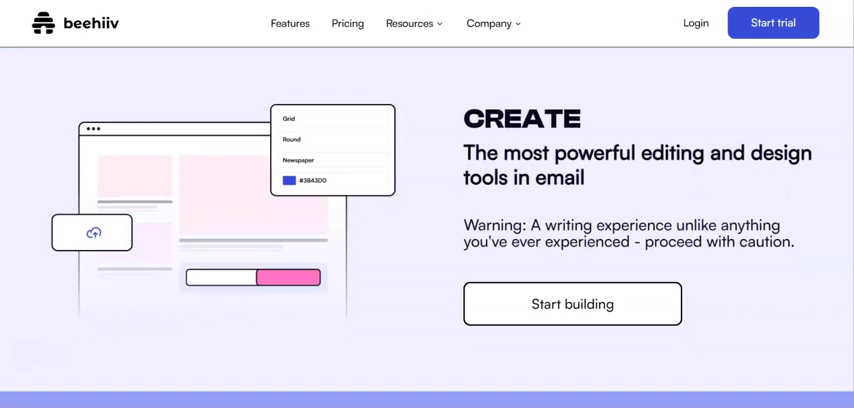 beehiiv
Features
Pricing
Resources
Company
Login
Start trial
Grid
Round
Newspaper
#3843D0
CREATE
The most powerful editing and design
tools in email
Warning: A writing experience unlike anything
you've ever experienced - proceed with caution.
Start building